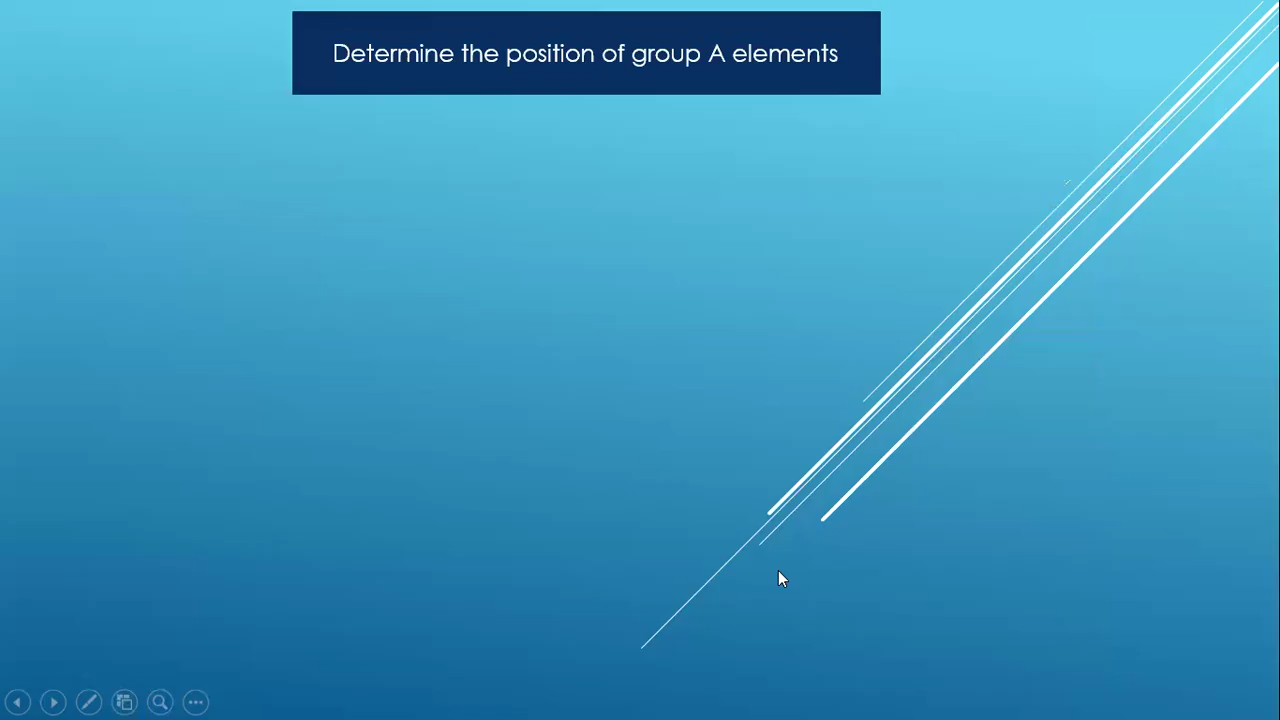 Determine the position of group A elements